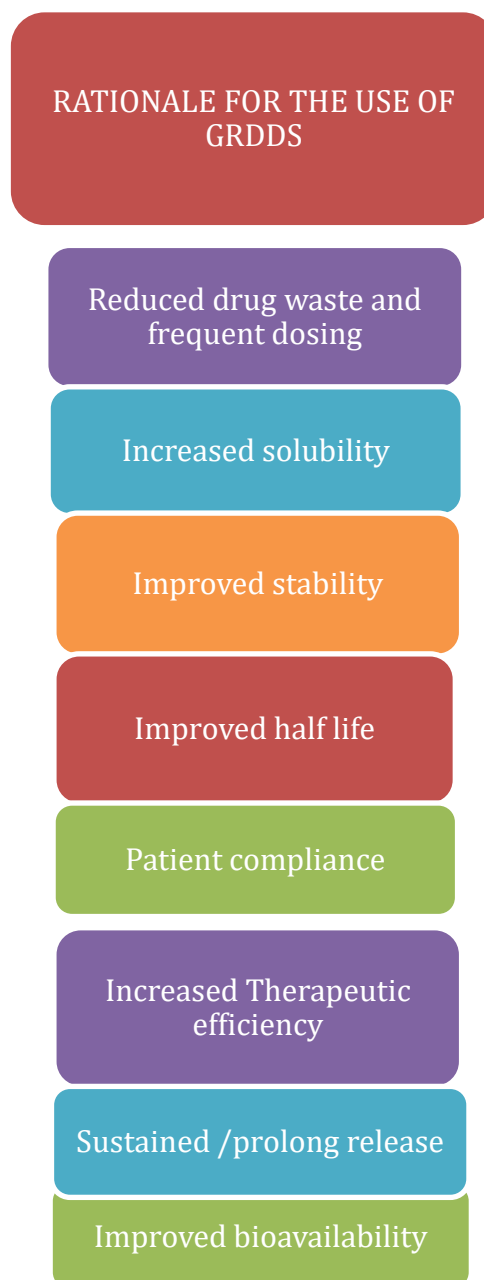 RATIONALE FOR THE USE OF
GRDDS
Reduced drug waste and
frequent dosing
Increased solubility
Improved stability
Improved half life
Patient compliance
Increased Therapeutic
efficiency
Sustained /prolong release
Improved bioavailability